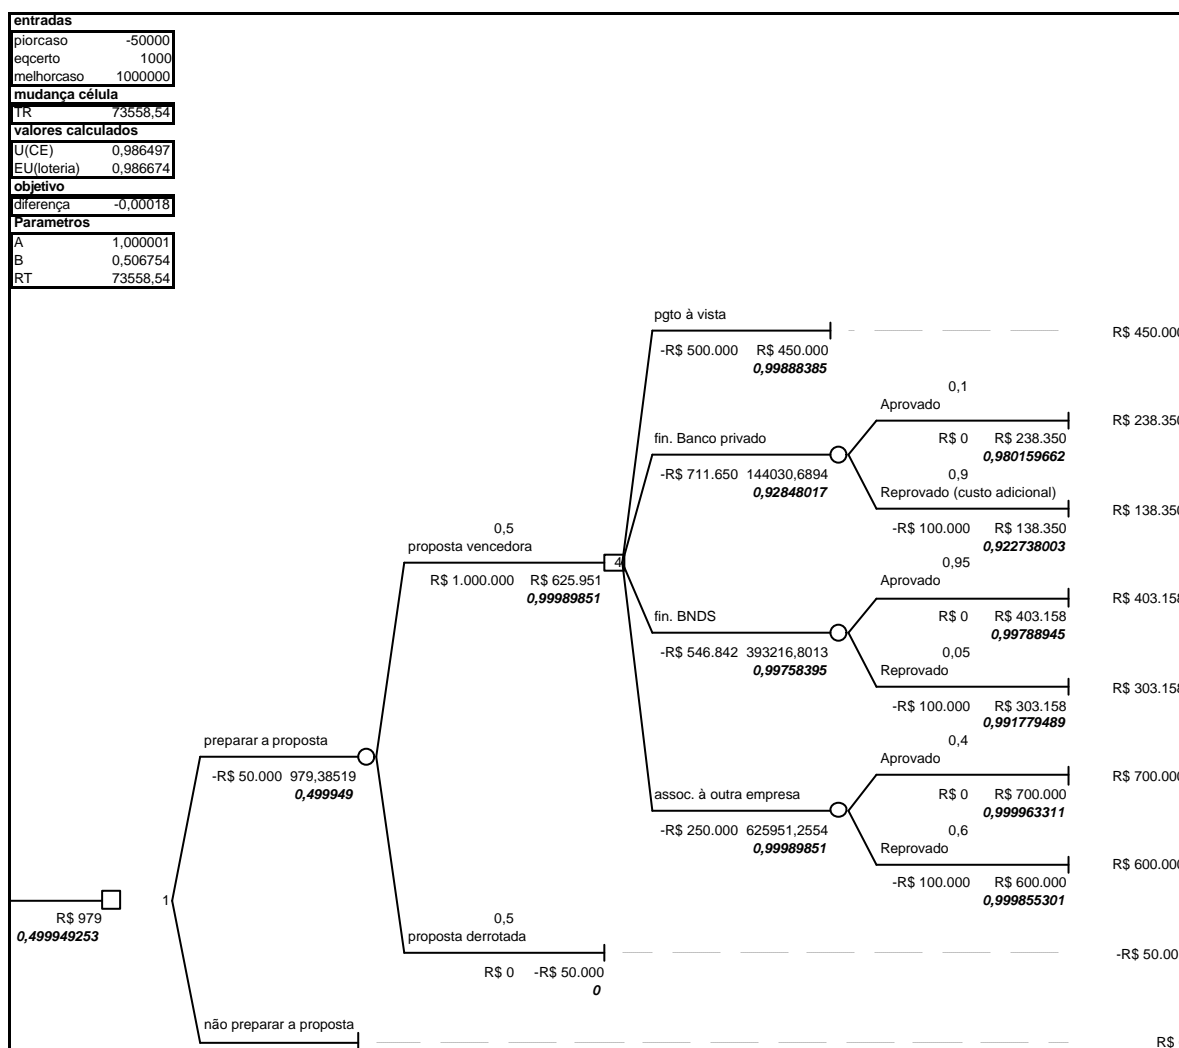 entradas
piorcaso -50000
eqcerto 1000
melhorcaso 1000000
mudança célula
TR 73558,54
valores calculados
U(CE) 0,986497
EU(loteria) 0,986674
objetivo
diferença -0,00018
Parametros
A 1,000001
B 0,506754
RT 73558,54
pgto à vista
R$ 450.000
-R$ 500.000 R$ 450.000
0,99888385
0,1
Aprovado
R$ 238.350
fin. Banco privado
R$ 0 R$ 238.350
0,980159662
-R$ 711.650 144030,6894
0,92848017
0,9
Reprovado (custo adicional)
R$ 138.350
-R$ 100.000 R$ 138.350
0,922738003
0,5
proposta vencedora
4
R$ 1.000.000 R$ 625.951
0,99989851
0,95
Aprovado
R$ 403.158
fin. BNDS
R$ 0 R$ 403.158
0,99788945
-R$ 546.842 393216,8013
0,99758395
0,05
Reprovado
R$ 303.158
-R$ 100.000 R$ 303.158
0,991779489
preparar a proposta
-R$ 50.000 979,38519
0,499949
0,4
Aprovado
R$ 700.000
assoc. à outra empresa
R$ 0 R$ 700.000
0,999963311
-R$ 250.000 625951,2554
0,99989851
0,6
Reprovado
R$ 600.000
-R$ 100.000 R$ 600.000
0,999855301
1
R$ 979
0,499949253
0,5
proposta derrotada
-R$ 50.00
R$ 0 -R$ 50.000
0
não preparar a proposta
R$